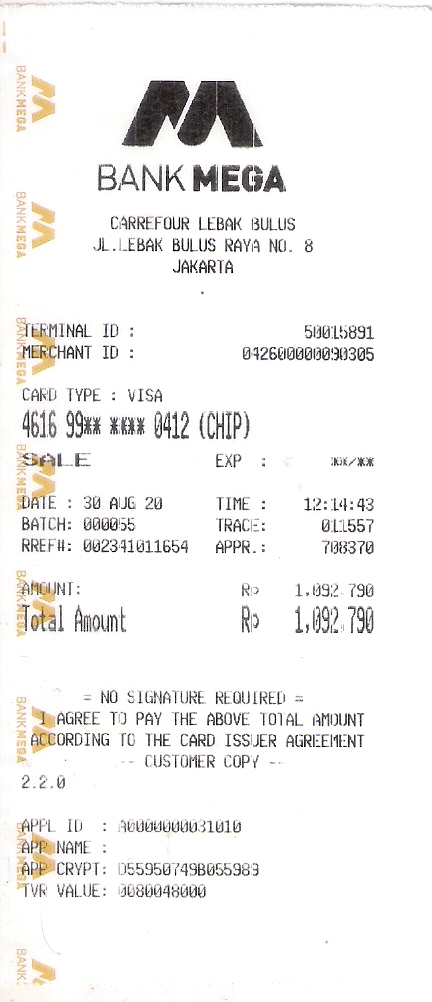 BANK MEGA
CARREFOUR LEBAK BULUS
JL.LEBAK BULUS RAYA NO. 8
JAKARTA
TERMINAL ID : 50015891
MERCHANT ID : 042600000090305
CARD TYPE : VISA
4616 99** **** 0412 (CHIP)
SALE EXP : **/**
DATE : 30 AUG 20 TIME : 12:14:43
BATCH: 000055 TRACE: 011557
RREF#: 002341011654 APPR.: 708370
AMOUNT: Rp 1,092.790
Total Amount Rp 1,092.790
= NO SIGNATURE REQUIRED =
I AGREE TO PAY THE ABOVE TOTAL AMOUNT
ACCORDING TO THE CARD ISSUER AGREEMENT
-- CUSTOMER COPY --
2.2.0
APPL ID : A0000000031010
APP NAME :
APP CRYPT: D55950749B055989
TVR VALUE: 0080048000
BANK MEGA
BANK MEGA
BANK MEGA
BANK MEGA
BANK MEGA
BANK MEGA
BANK MEGA